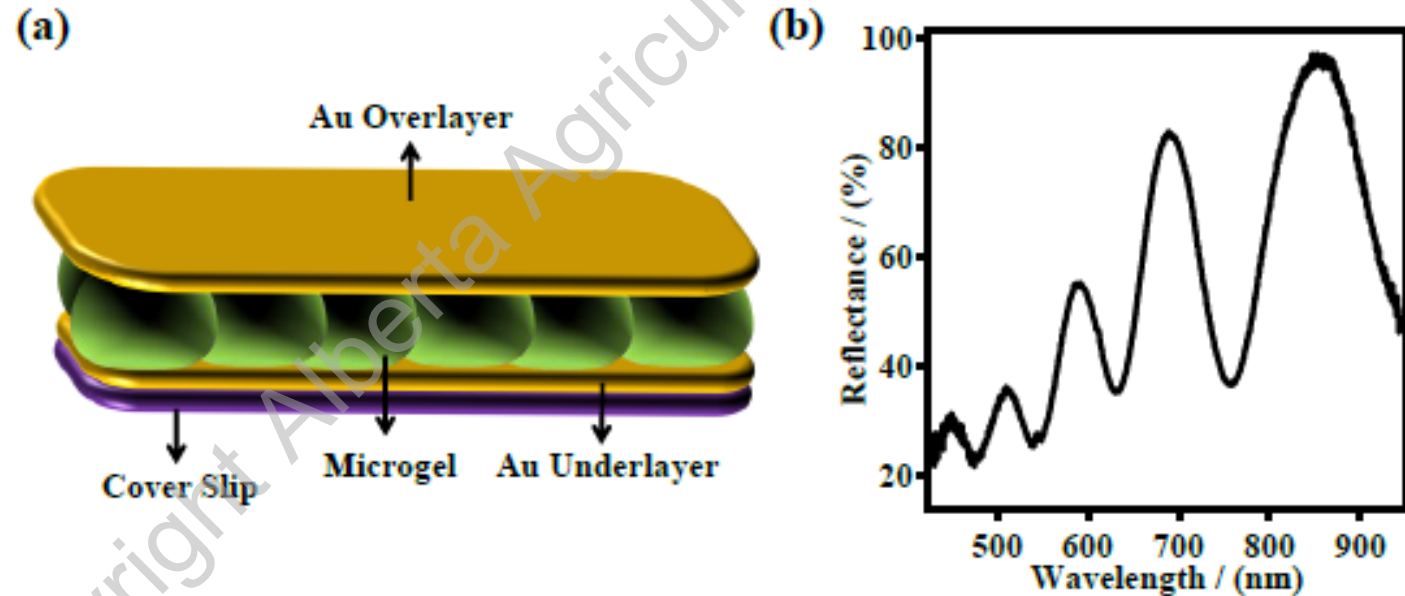 (a)
Au Overlayer
Microgel
Au Underlayer
Cover Slip
(b)
100
80
60
40
20
Reflectance / (%)
500 600 700 800 900
Wavelength / (nm)
Alberta